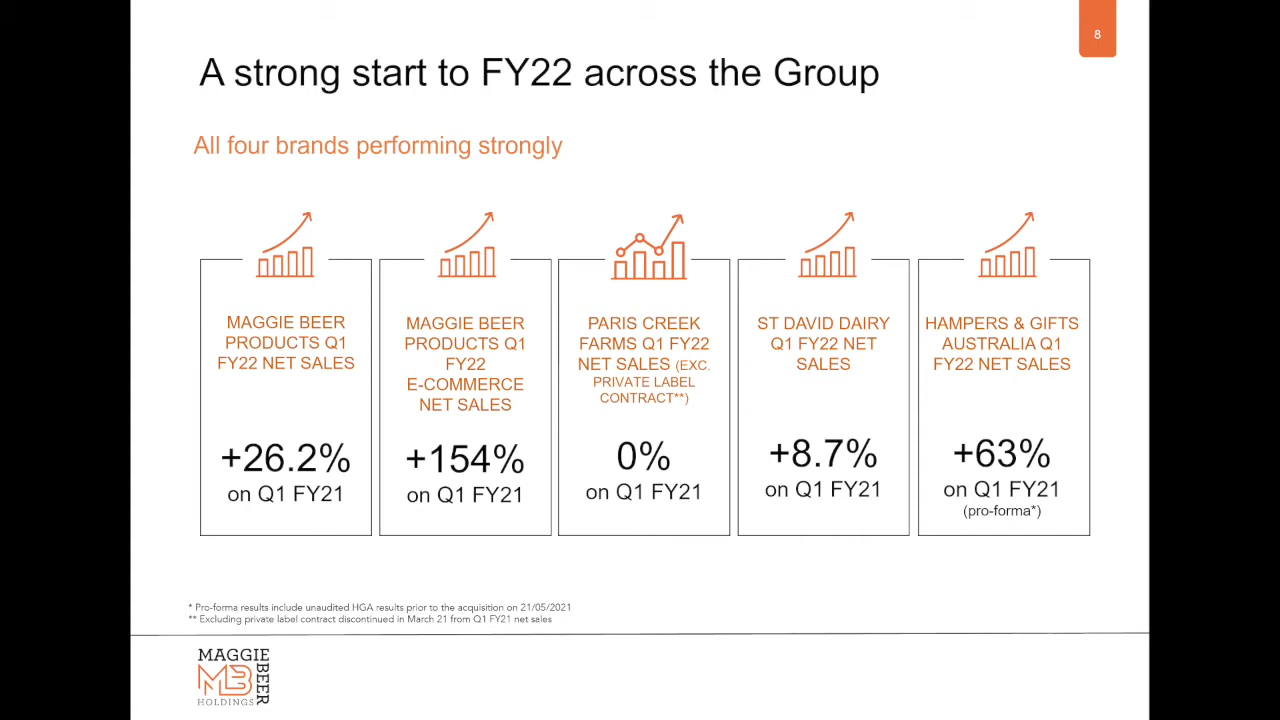 8
A strong start to FY22 across the Group
All four brands performing strongly
MAGGIE BEER
PRODUCTS Q1
FY22 NET SALES
+26.2%
on Q1 FY21
MAGGIE BEER
PRODUCTS Q1
FY22
E-COMMERCE
NET SALES
+154%
on Q1 FY21
PARIS CREEK
FARMS Q1 FY22
NET SALES (EXC.
PRIVATE LABEL
CONTRACT**)
0%
on Q1 FY21
ST DAVID DAIRY
Q1 FY22 NET
SALES
+8.7%
on Q1 FY21
HAMPERS & GIFTS
AUSTRALIA Q1
FY22 NET SALES
+63%
on Q1 FY21
(pro-forma*)
* Pro-forma results include unaudited HGA results prior to the acquisition on 21/05/2021
** Excluding private label contract discontinued in March 21 from Q1 FY21 net sales
MAGGIE
BEER
MB
HOLDINGS